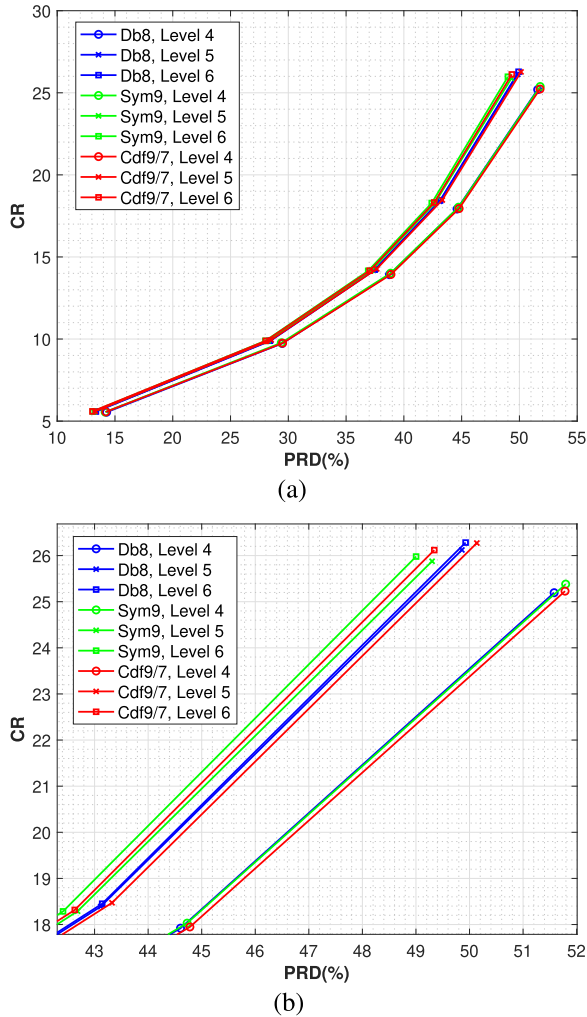 30
25
20
15
10
5
CR
Db8, Level 4
Db8, Level 5
Db8, Level 6
Sym9, Level 4
Sym9, Level 5
Sym9, Level 6
Cdf9/7, Level 4
Cdf9/7, Level 5
Cdf9/7, Level 6
10 15 20 25 30 35 40 45 50 55
PRD(%)
(a)
26
25
24
23
22
21
20
19
18
CR
Db8, Level 4
Db8, Level 5
Db8, Level 6
Sym9, Level 4
Sym9, Level 5
Sym9, Level 6
Cdf9/7, Level 4
Cdf9/7, Level 5
Cdf9/7, Level 6
43 44 45 46 47 48 49 50 51 52
PRD(%)
(b)